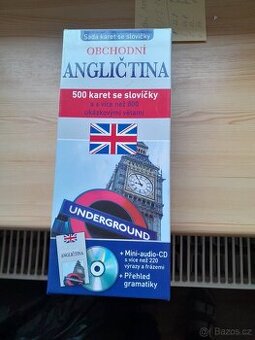 Sada karet se slovíčky
OBCHODNÍ
ANGLIČTINA
500 karet se slovíčky
a s více než 800
ukázkovými větami
UNDERGROUND
ANGLIČTINA
+ Mini-audio-CD
s více než 220
výrazy a frázemi
+ Přehled
gramatiky
Bazos.cz